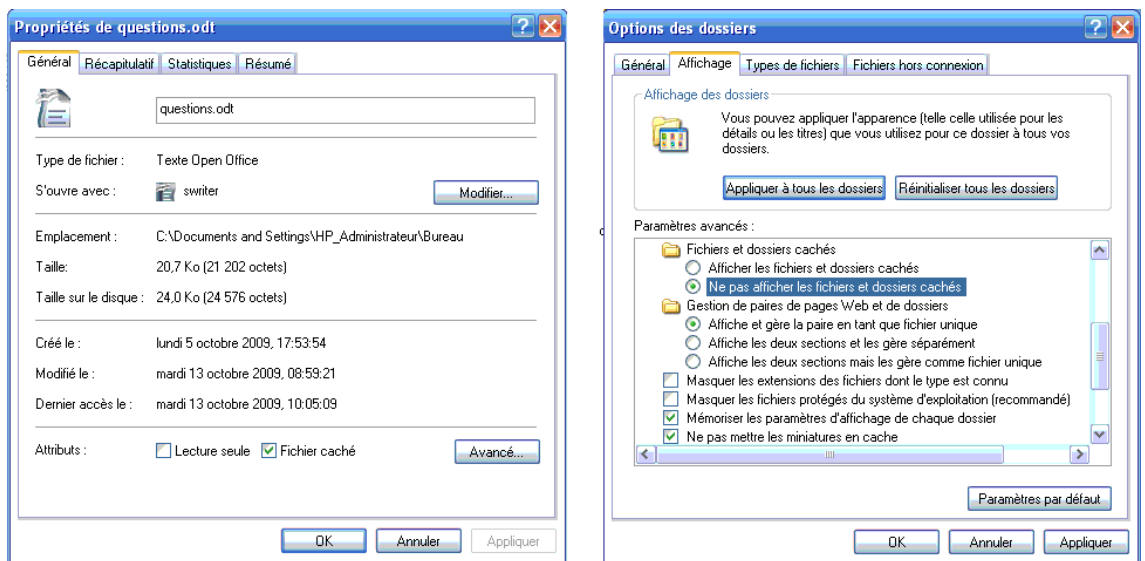 Propriétés de questions.odt
Général Récapitulatif Statistiques Résumé
questions.odt
Type de fichier : Texte Open Office
S'ouvre avec : swriter Modifier...
Emplacement : C:\Documents and Settings\HP_Administrateur\Bureau
Taille: 20,7 Ko (21 202 octets)
Taille sur le disque : 24,0 Ko (24 576 octets)
Créé le : lundi 5 octobre 2009, 17:53:54
Modifié le : mardi 13 octobre 2009, 08:59:21
Dernier accès le : mardi 13 octobre 2009, 10:05:09
Attributs : Lecture seule Fichier caché Avancé...
OK Annuler Appliquer
Options des dossiers
Général Affichage Types de fichiers Fichiers hors connexion
Affichage des dossiers
Vous pouvez appliquer l'apparence (telle celle utilisée pour les
détails ou les titres) que vous utilisez pour ce dossier à tous vos
dossiers.
Appliquer à tous les dossiers Réinitialiser tous les dossiers
Paramètres avancés :
Fichiers et dossiers cachés
Afficher les fichiers et dossiers cachés
Ne pas afficher les fichiers et dossiers cachés
Gestion de paires de pages Web et de dossiers
Affiche et gère la paire en tant que fichier unique
Affiche les deux sections et les gère séparément
Affiche les deux sections mais les gère comme fichier unique
Masquer les extensions des fichiers dont le type est connu
Masquer les fichiers protégés du système d'exploitation (recommandé)
Mémoriser les paramètres d'affichage de chaque dossier
Ne pas mettre les miniatures en cache
Paramètres par défaut
OK Annuler Appliquer